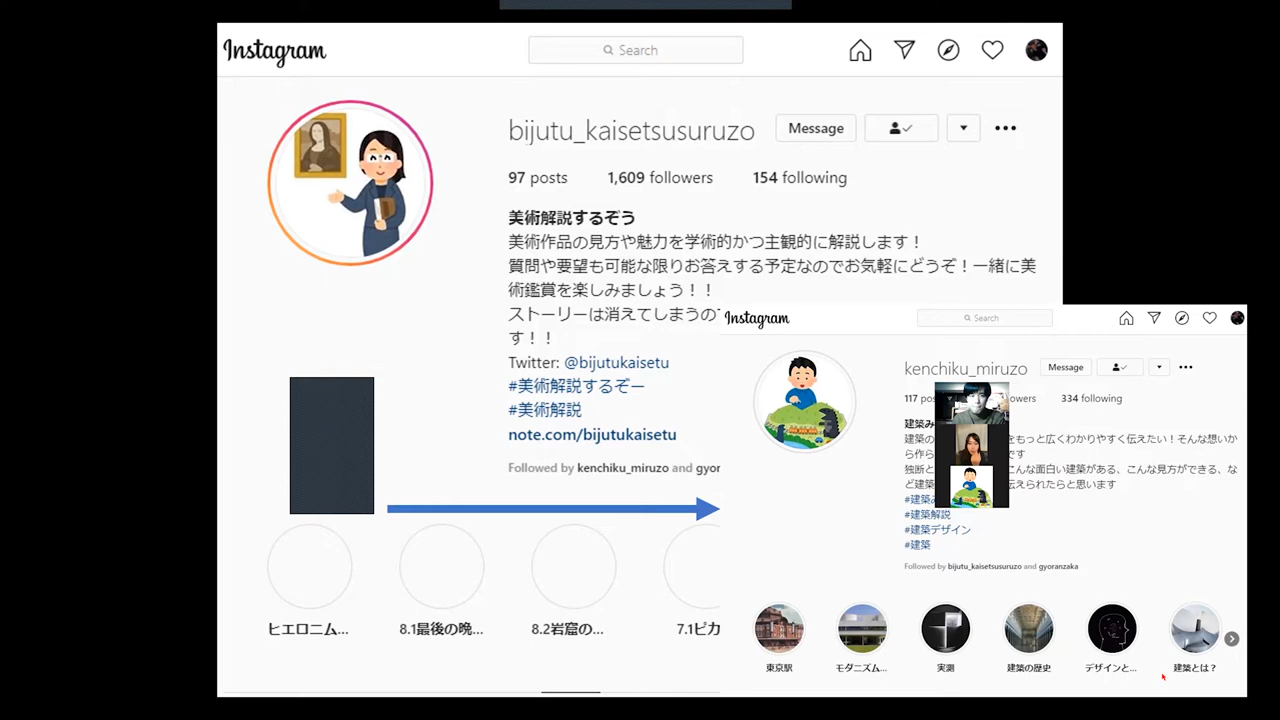 Instagram
Search
bijutu_kaisetsusuruzo
Message
97 posts
1,609 followers
154 following
美術解説するぞう
美術作品の見方や魅力を学術的かつ主観的に解説します！
質問や要望も可能な限りお答えする予定なのでお気軽にどうぞ！一緒に美
術鑑賞を楽しみましょう！！
ストーリーは消えてしまうの
す！！
Twitter: @bijutukaisetu
#美術解説するぞー
#美術解説
note.com/bijutukaisetu
Followed by kenchiku_miruzo and gyor
ヒエロニム...
8.1最後の晩...
8.2岩窟の...
7.1ピカ
Instagram
Search
kenchiku_miruzo
Message
117
334 following
建築の
をもっと広くわかりやすく伝えたい！そんな想いか
ら作ら
です
独断と
こんな面白い建築がある、こんな見方ができる、な
ど建築
伝えられたらと思います
#建築
#建築解説
#建築デザイン
#建築
Followed by bijutu_kaisetsusuruzo and gyoranzaka
東京駅
モダニズム...
実測
建築の歴史
デザインと...
建築とは？